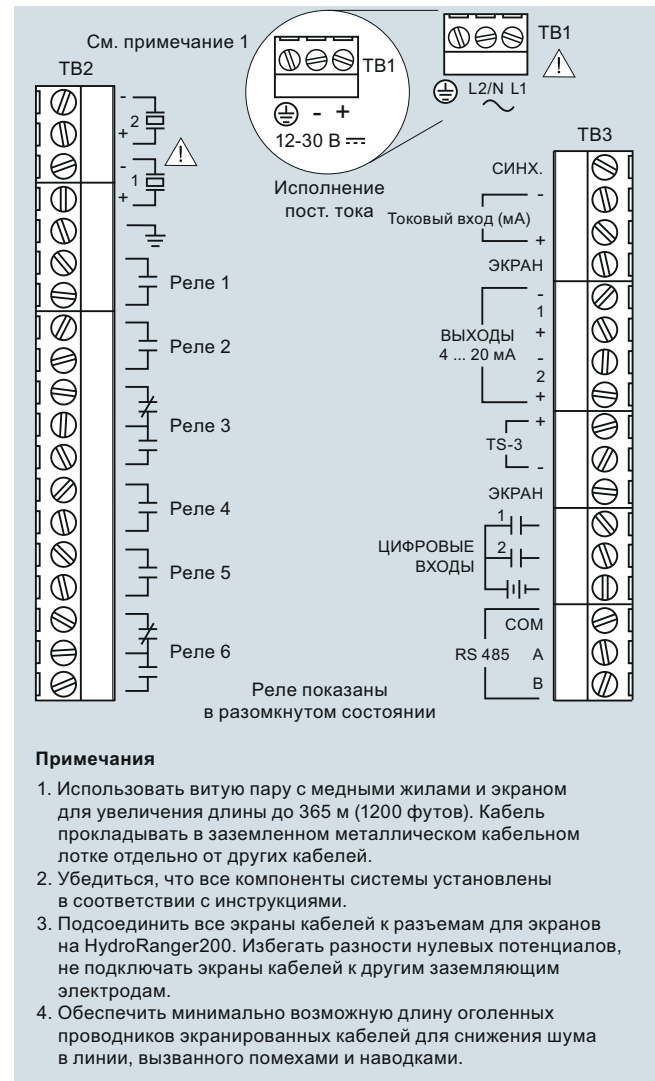 См. примечание 1
TB2
-
2
+
-
1
+
Реле 1
Реле 2
Реле 3
Реле 4
Реле 5
Реле 6
TB1
- +
12-30 В
Исполнение
пост. тока
TB1
L2/N L1
TB3
СИНХ.
-
Токовый вход (мА)
+
ЭКРАН
-
1
+
ВЫХОДЫ
4 ... 20 мА
-
2
+
+
TS-3
-
ЭКРАН
1
ЦИФРОВЫЕ
ВХОДЫ
2
COM
RS 485 A
B
Реле показаны
в разомкнутом состоянии
Примечания
1. Использовать витую пару с медными жилами и экраном
для увеличения длины до 365 м (1200 футов). Кабель
прокладывать в заземленном металлическом кабельном
лотке отдельно от других кабелей.
2. Убедиться, что все компоненты системы установлены
в соответствии с инструкциями.
3. Подсоединить все экраны кабелей к разъемам для экранов
на HydroRanger200. Избегать разности нулевых потенциалов,
не подключать экраны кабелей к другим заземляющим
электродам.
4. Обеспечить минимально возможную длину оголенных
проводников экранированных кабелей для снижения шума
в линии, вызванного помехами и наводками.